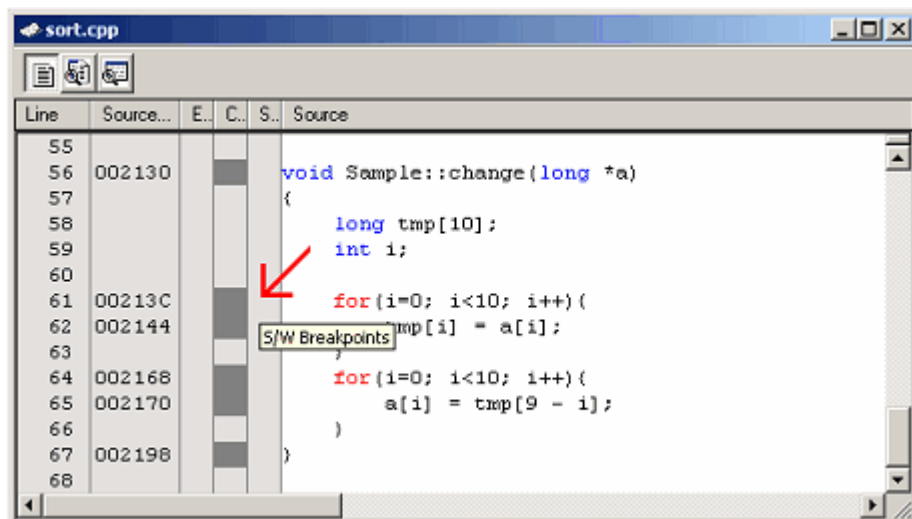 sort.cpp
Line Source... E.. C.. S.. Source
55
56 002130 void Sample::change(long *a)
57 {
58 long tmp[10];
59 int i;
60
61 00213C for(i=0; i<10; i++){
62 002144 tmp[i] = a[i];
S/W Breakpoints
63 }
64 002168 for(i=0; i<10; i++){
65 002170 a[i] = tmp[9 - i];
66 }
67 002198 }
68